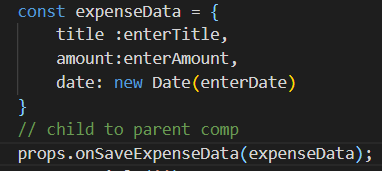 const expenseData = {
title :enterTitle,
amount:enterAmount,
date: new Date(enterDate)
}
// child to parent comp
props.onSaveExpenseData(expenseData);